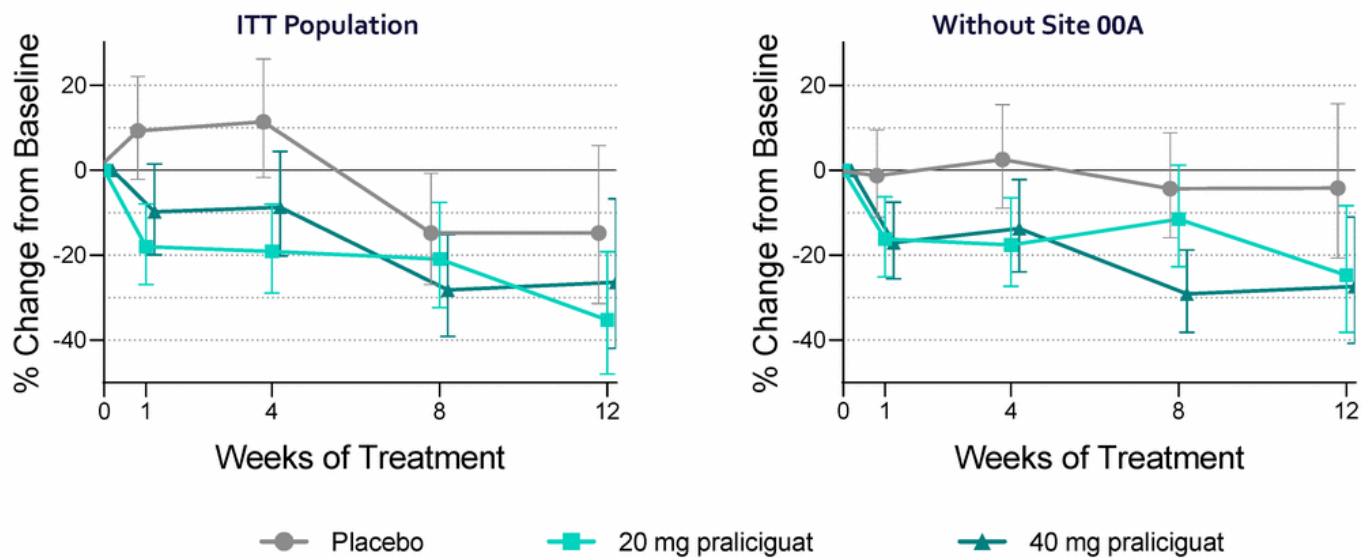 ITT Population
% Change from Baseline
20
0
-20
-40
0 1 4 8 12
Weeks of Treatment
Without Site 00A
% Change from Baseline
20
0
-20
-40
0 1 4 8 12
Weeks of Treatment
Placebo 20 mg praliciguat 40 mg praliciguat